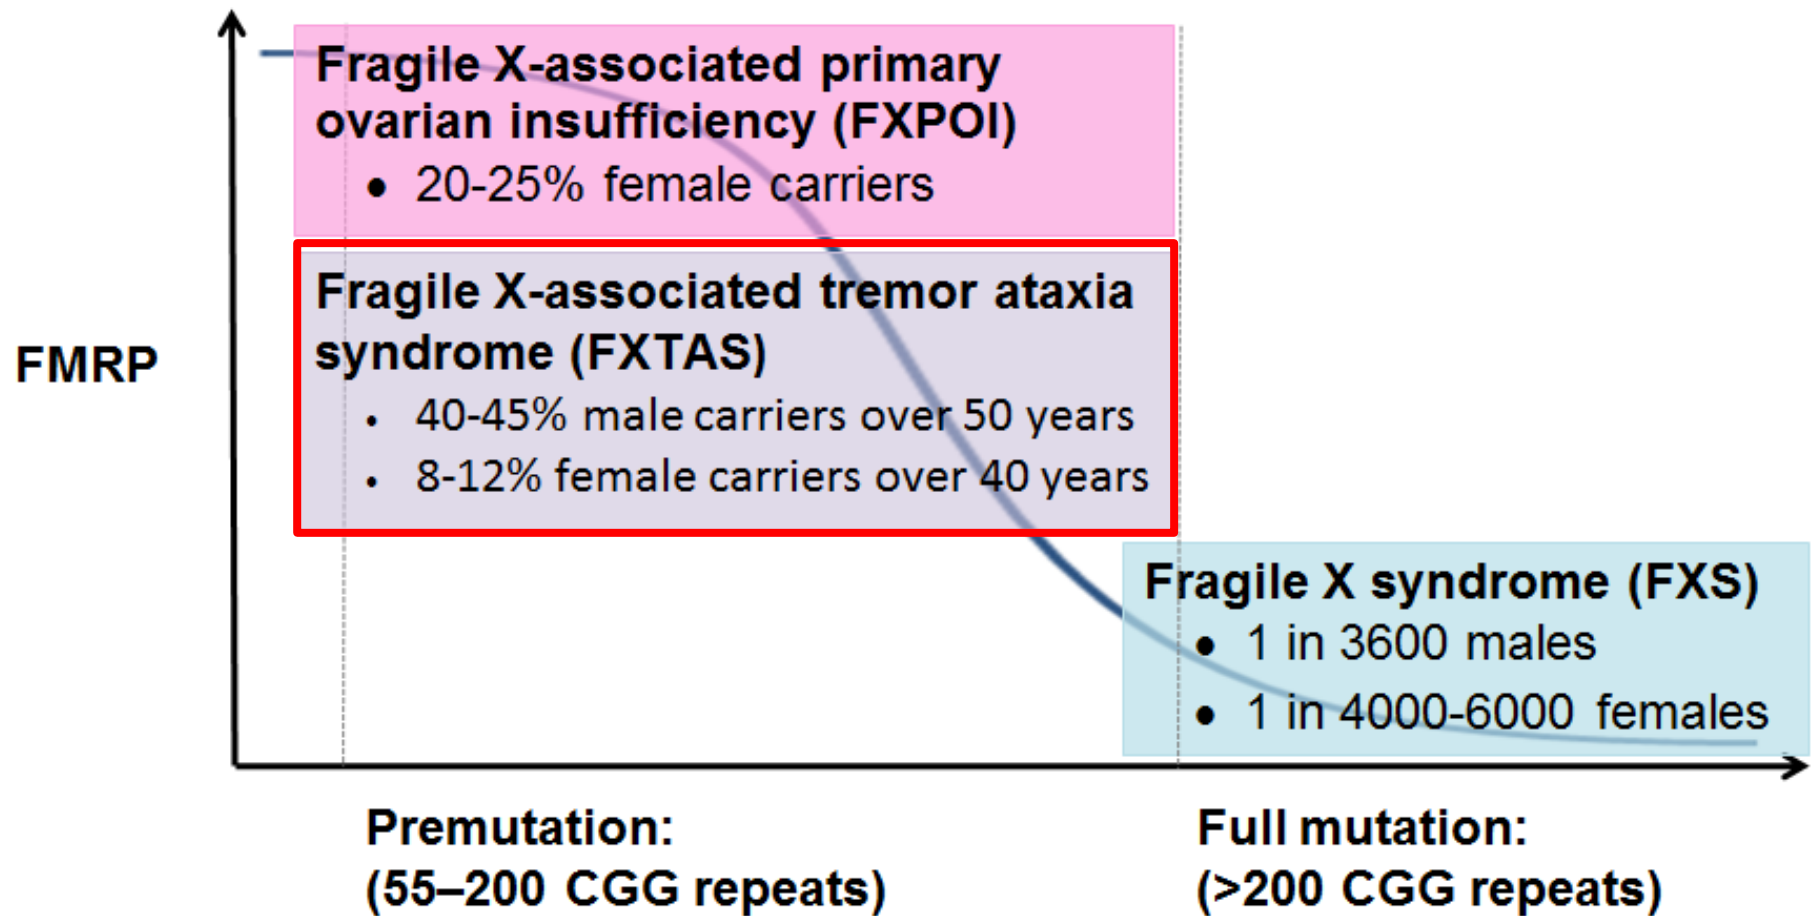 Fragile X-associated primary
ovarian insufficiency (FXPOI)
• 20-25% female carriers
Fragile X-associated tremor ataxia
syndrome (FXTAS)
• 40-45% male carriers over 50 years
• 8-12% female carriers over 40 years
FMRP
Fragile X syndrome (FXS)
• 1 in 3600 males
• 1 in 4000-6000 females
Premutation:
(55–200 CGG repeats)
Full mutation:
(>200 CGG repeats)